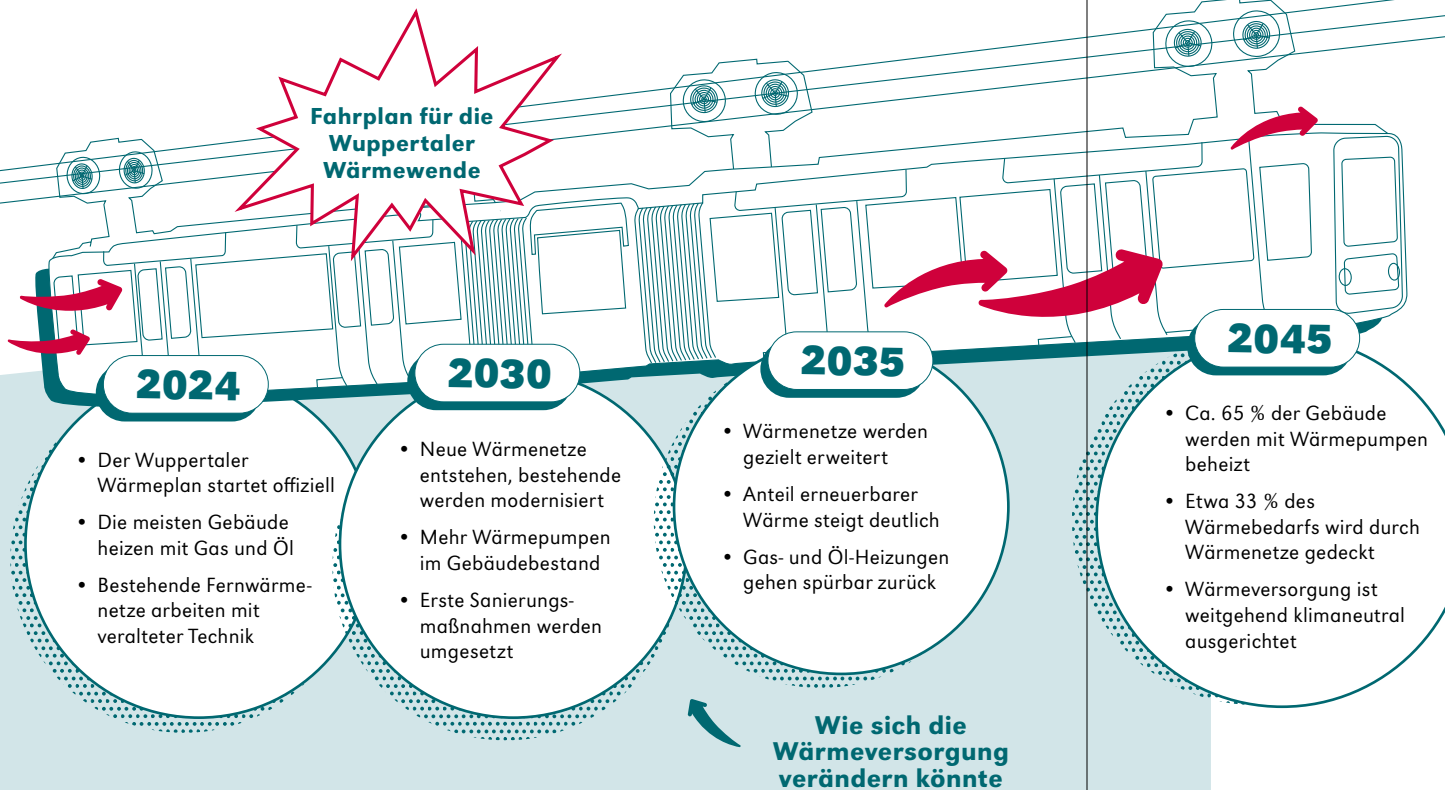 Fahrplan für die
Wuppertaler
Wärmewende
2024
• Der Wuppertaler
Wärmeplan startet offiziell
• Die meisten Gebäude
heizen mit Gas und Öl
• Bestehende Fernwärme-
netze arbeiten mit
veralteter Technik
2030
• Neue Wärmenetze
entstehen, bestehende
werden modernisiert
• Mehr Wärmepumpen
im Gebäudebestand
• Erste Sanierungs-
maßnahmen werden
umgesetzt
2035
• Wärmenetze werden
gezielt erweitert
• Anteil erneuerbarer
Wärme steigt deutlich
• Gas- und Öl-Heizungen
gehen spürbar zurück
2045
• Ca. 65 % der Gebäude
werden mit Wärmepumpen
beheizt
• Etwa 33 % des
Wärmebedarfs wird durch
Wärmenetze gedeckt
• Wärmeversorgung ist
weitgehend klimaneutral
ausgerichtet
Wie sich die
Wärmeversorgung
verändern könnte